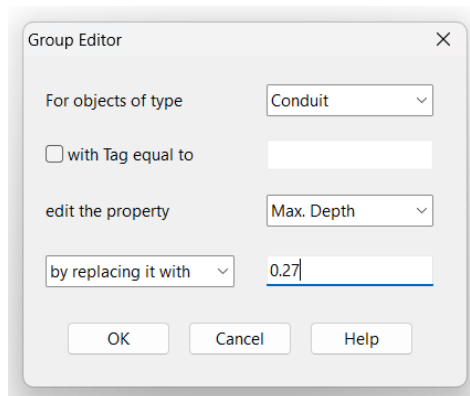 Group Editor
For objects of type Conduit
with Tag equal to
edit the property Max. Depth
by replacing it with 0.27
OK Cancel Help